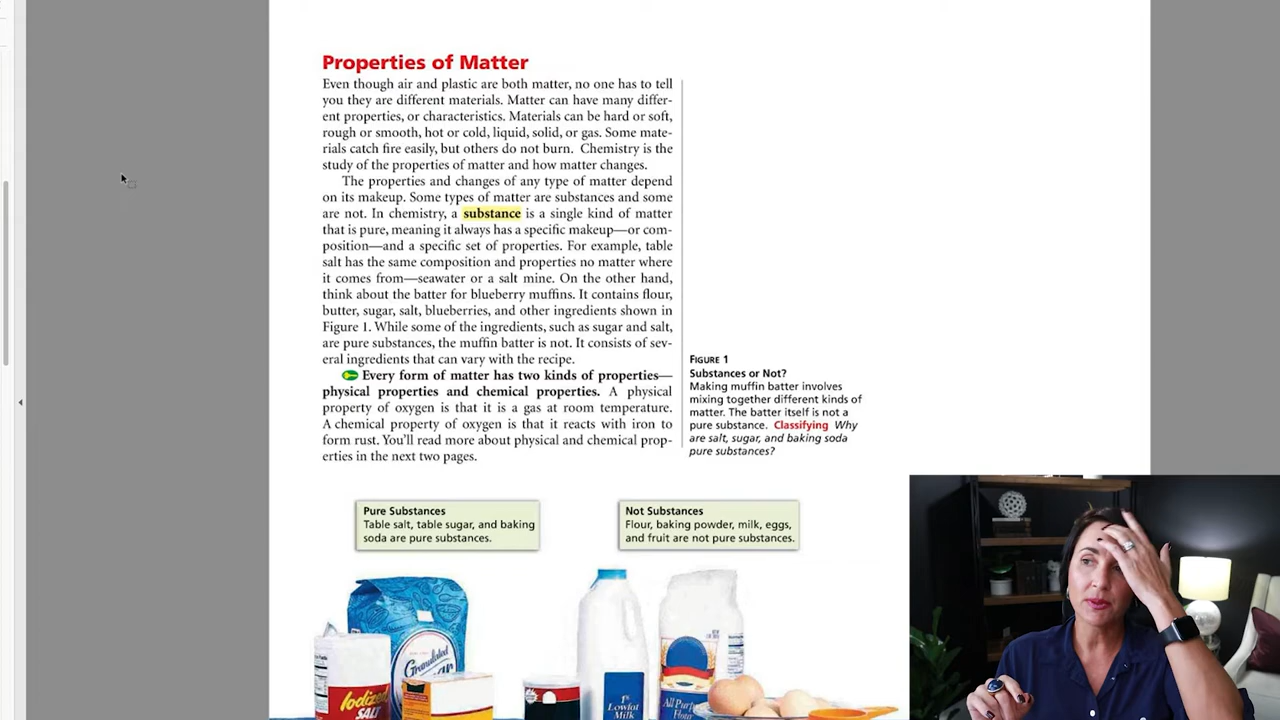 Properties of Matter
Even though air and plastic are both matter, no one has to tell
you they are different materials. Matter can have many differ-
ent properties, or characteristics. Materials can be hard or soft,
rough or smooth, hot or cold, liquid, solid, or gas. Some mate-
rials catch fire easily, but others do not burn. Chemistry is the
study of the properties of matter and how matter changes.
The properties and changes of any type of matter depend
on its makeup. Some types of matter are substances and some
are not. In chemistry, a substance is a single kind of matter
that is pure, meaning it always has a specific makeup—or com-
position—and a specific set of properties. For example, table
salt has the same composition and properties no matter where
it comes from—seawater or a salt mine. On the other hand,
think about the batter for blueberry muffins. It contains flour,
butter, sugar, salt, blueberries, and other ingredients shown in
Figure 1. While some of the ingredients, such as sugar and salt,
are pure substances, the muffin batter is not. It consists of sev-
eral ingredients that can vary with the recipe.
Every form of matter has two kinds of properties—
physical properties and chemical properties. A physical
property of oxygen is that it is a gas at room temperature.
A chemical property of oxygen is that it reacts with iron to
form rust. You'll read more about physical and chemical prop-
erties in the next two pages.
FIGURE 1
Substances or Not?
Making muffin batter involves
mixing together different kinds of
matter. The batter itself is not a
pure substance. Classifying Why
are salt, sugar, and baking soda
pure substances?
Pure Substances
Table salt, table sugar, and baking
soda are pure substances.
Not Substances
Flour, baking powder, milk, eggs,
and fruit are not pure substances.
Granulated
Iodized
SALT
1%
Lowfat
Milk
All Purpose
Flour